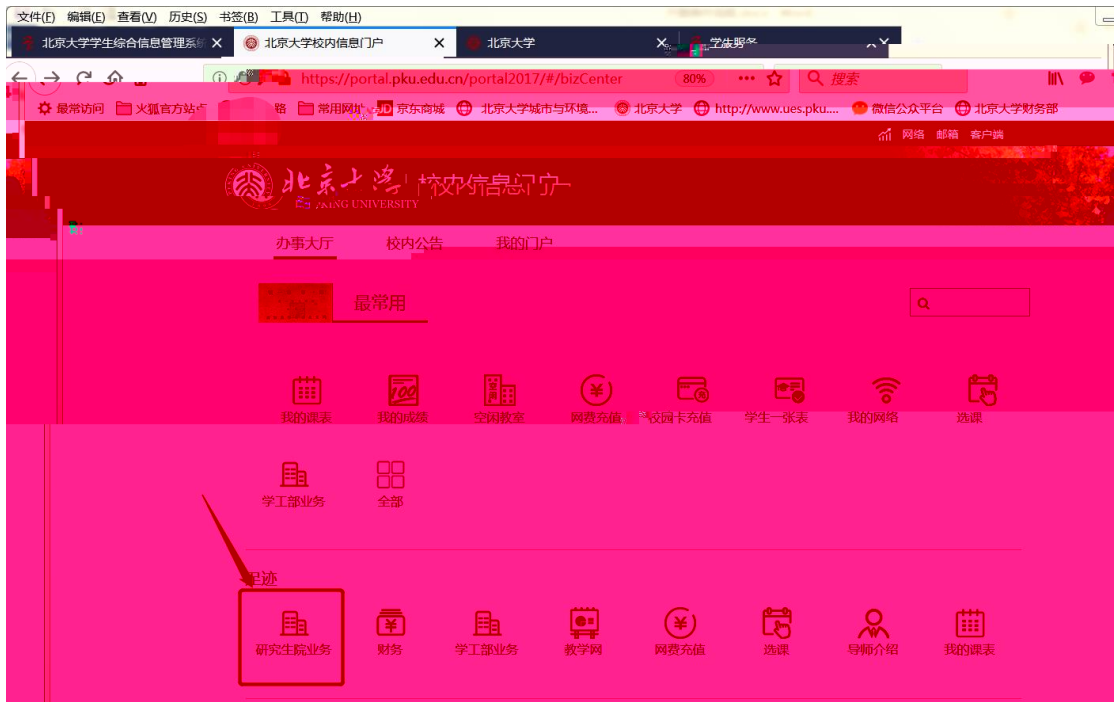 文件(F) 编辑(E) 查看(V) 历史(S) 书签(B) 工具(T) 帮助(H)
北京大学学生综合信息管理系统 北京大学校内信息门户 北京大学
https://portal.pku.edu.cn/portal2017/#/bizCenter 80% 搜索
最常访问 火狐官方站点 常用网址 JD 京东商城 北京大学城市与环境... 北京大学 http://www.ues.pku.... 微信公众平台 北京大学财务部
网络 邮箱 客户端
北京大学 校内信息门户
UNIVERSITY
办事大厅 校内公告 我的门户
最常用
我的课表 我的成绩 空闲教室 网费充值 校园卡充值 学生一张表 我的网络 选课
学工部业务 全部
足迹
研究生院业务 财务 学工部业务 教学网 网费充值 选课 导师介绍 我的课表